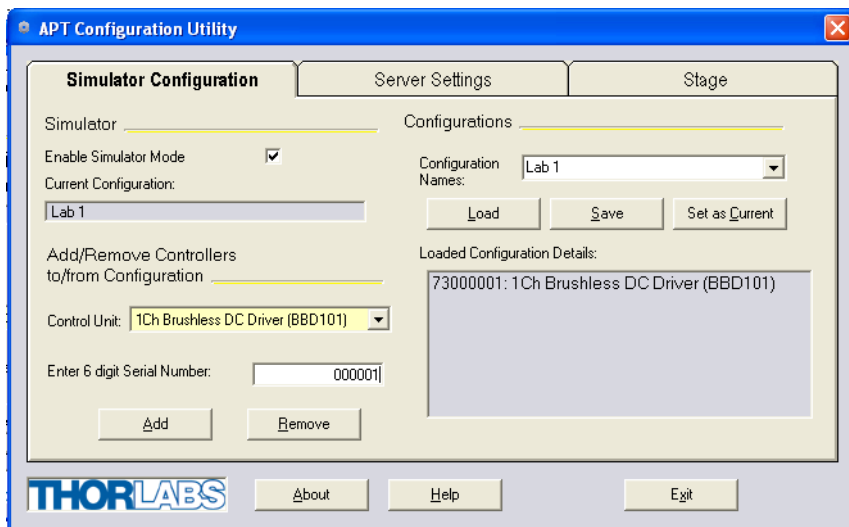 APT Configuration Utility
Simulator Configuration
Server Settings
Stage
Simulator
Enable Simulator Mode
Current Configuration:
Lab 1
Add/Remove Controllers
to/from Configuration
Control Unit:
1Ch Brushless DC Driver (BBD101)
Enter 6 digit Serial Number:
000001
Add
Remove
Configurations
Configuration
Names:
Lab 1
Load
Save
Set as Current
Loaded Configuration Details:
73000001: 1Ch Brushless DC Driver (BBD101)
THORLABS
About
Help
Exit